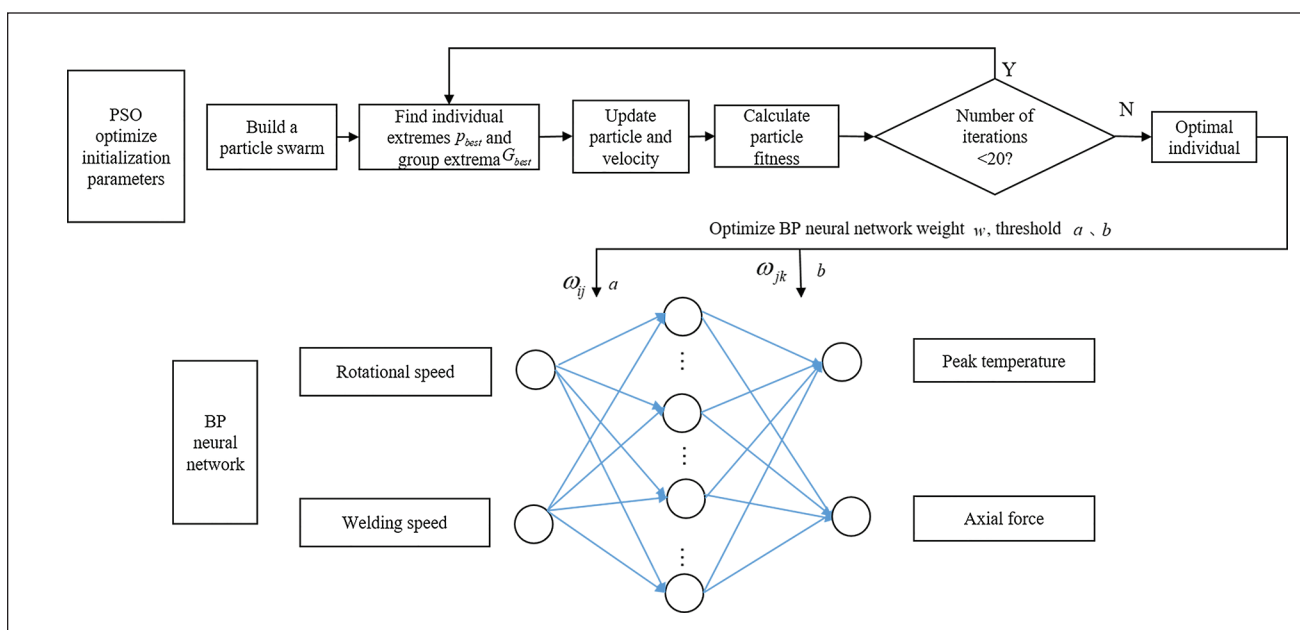 PSO
optimize
initialization
parameters
Build a
particle swarm
Find individual
extremes p_best and
group extrema G_best
Update
particle and
velocity
Calculate
particle
fitness
Number of
iterations
<20?
Y
N
Optimal
individual
Optimize BP neural network weight w, threshold a、b
ω_ij a
ω_jk b
BP
neural
network
Rotational speed
Welding speed
⋮
⋮
⋮
Peak temperature
Axial force